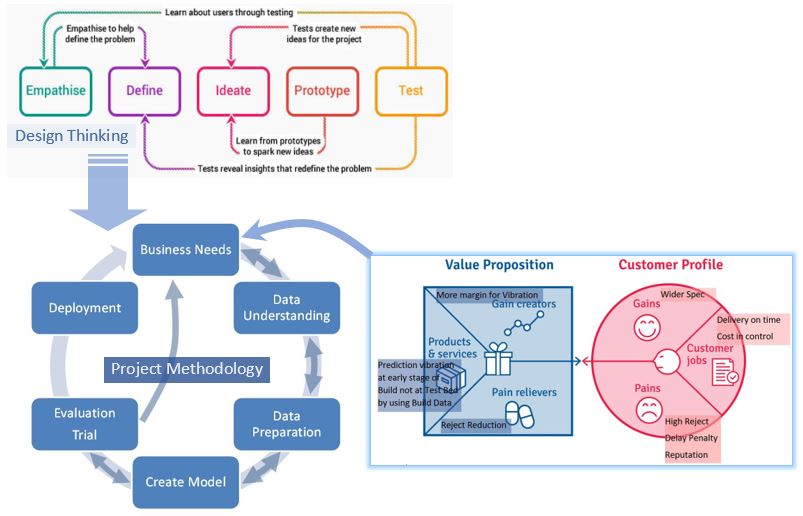 Learn about users through testing
Empathise to help
define the problem
Tests create new
ideas for the project
Empathise
Define
Ideate
Prototype
Test
Learn from prototypes
to spark new ideas
Tests reveal insights that redefine the problem
Design Thinking
Business Needs
Data
Understanding
Data
Preparation
Create Model
Evaluation
Trial
Deployment
Project Methodology
Value Proposition
More margin for Vibration
Gain creators
Products
& services
Prediction vibration
at early stage of
Build not at Test Bed
by using Build Data
Pain relievers
Reject Reduction
Customer Profile
Wider Spec
Gains
Delivery on time
Cost in control
Customer
jobs
Pains
High Reject
Delay Penalty
Reputation